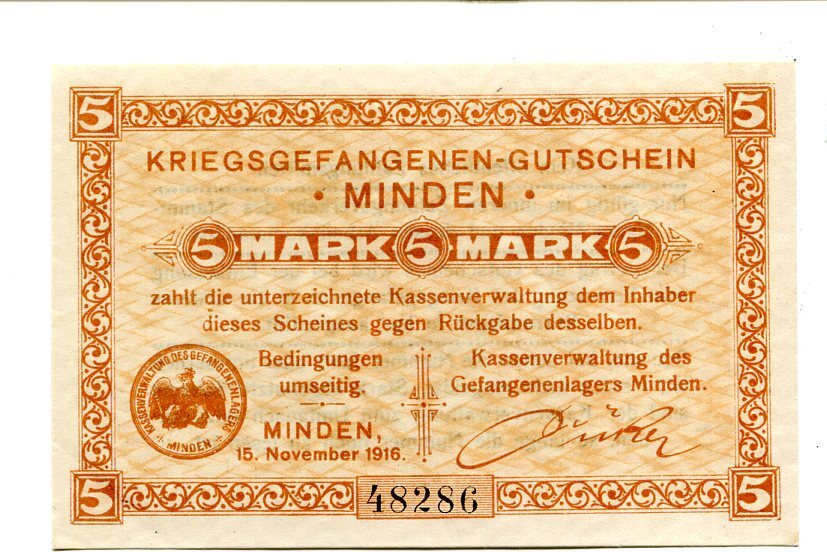 5 5
KRIEGSGEFANGENEN-GUTSCHEIN
• MINDEN •
5 MARK 5 MARK 5
zahlt die unterzeichnete Kassenverwaltung dem Inhaber
dieses Scheines gegen Rückgabe desselben.
KASSENVERWALTUNG DES GEFANGENENLAGERS
MINDEN
Bedingungen
umseitig.
MINDEN,
15. November 1916.
Kassenverwaltung des
Gefangenenlagers Minden.
5 48286 5